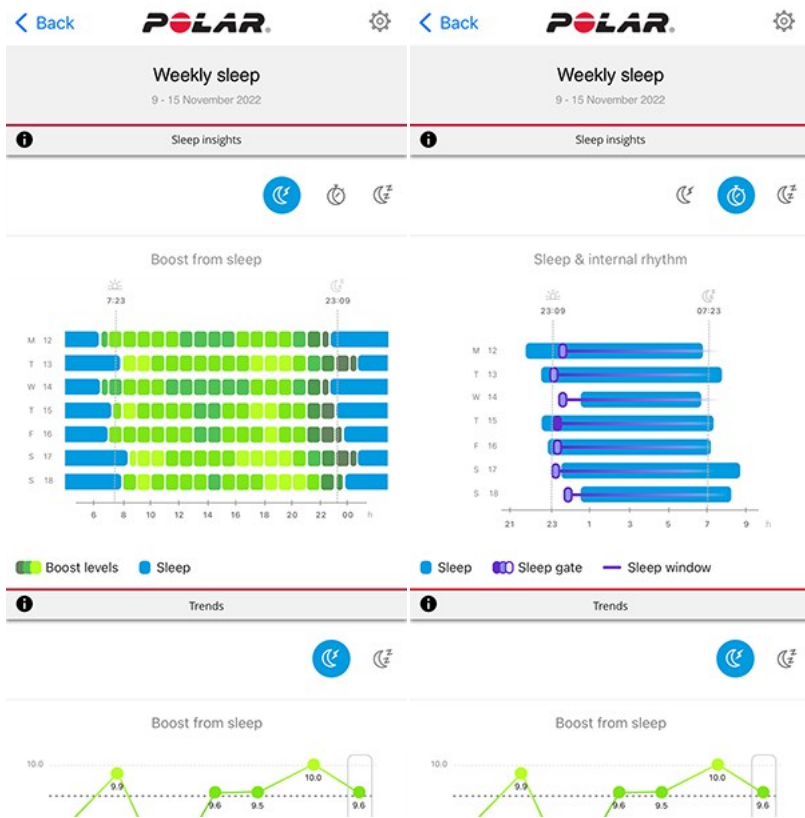 Back
POLAR.
Weekly sleep
9 - 15 November 2022
Sleep insights
Boost from sleep
7:23
23:09
M 12
T 13
W 14
T 15
F 16
S 17
S 18
6 8 10 12 14 16 18 20 22 00 h
Boost levels Sleep
Trends
Boost from sleep
10.0
9.9
9.6
9.5
10.0
9.6
Back
POLAR.
Weekly sleep
9 - 15 November 2022
Sleep insights
Sleep & internal rhythm
23:09
07:23
M 12
T 13
W 14
T 15
F 16
S 17
S 18
21 23 1 3 5 7 9 h
Sleep Sleep gate Sleep window
Trends
Boost from sleep
10.0
9.9
9.6
9.5
10.0
9.6